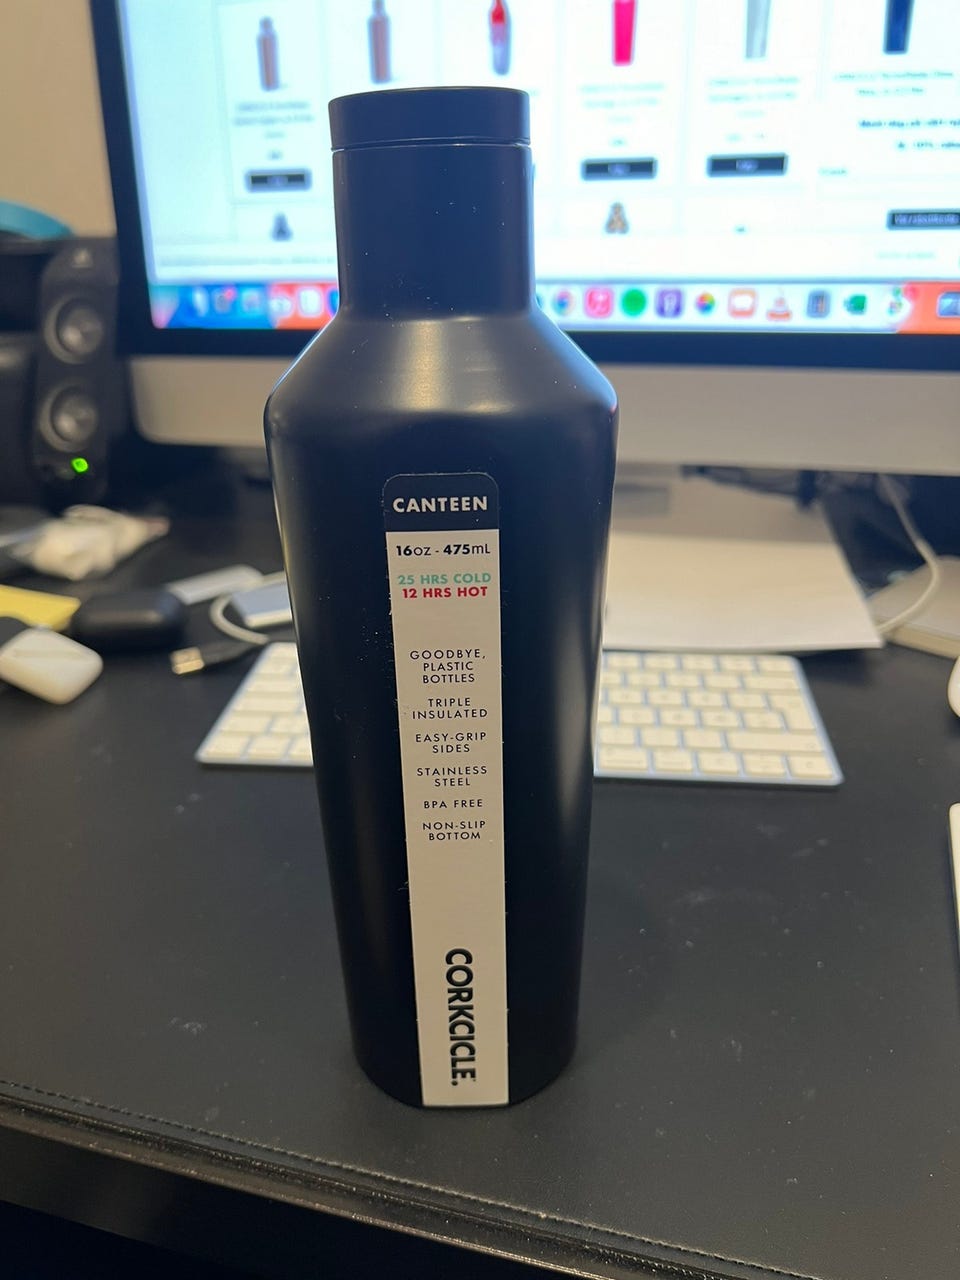 CANTEEN
16oz - 475mL
25 HRS COLD
12 HRS HOT
GOODBYE,
PLASTIC
BOTTLES
TRIPLE
INSULATED
EASY-GRIP
SIDES
STAINLESS
STEEL
BPA FREE
NON-SLIP
BOTTOM
CORKCICLE.